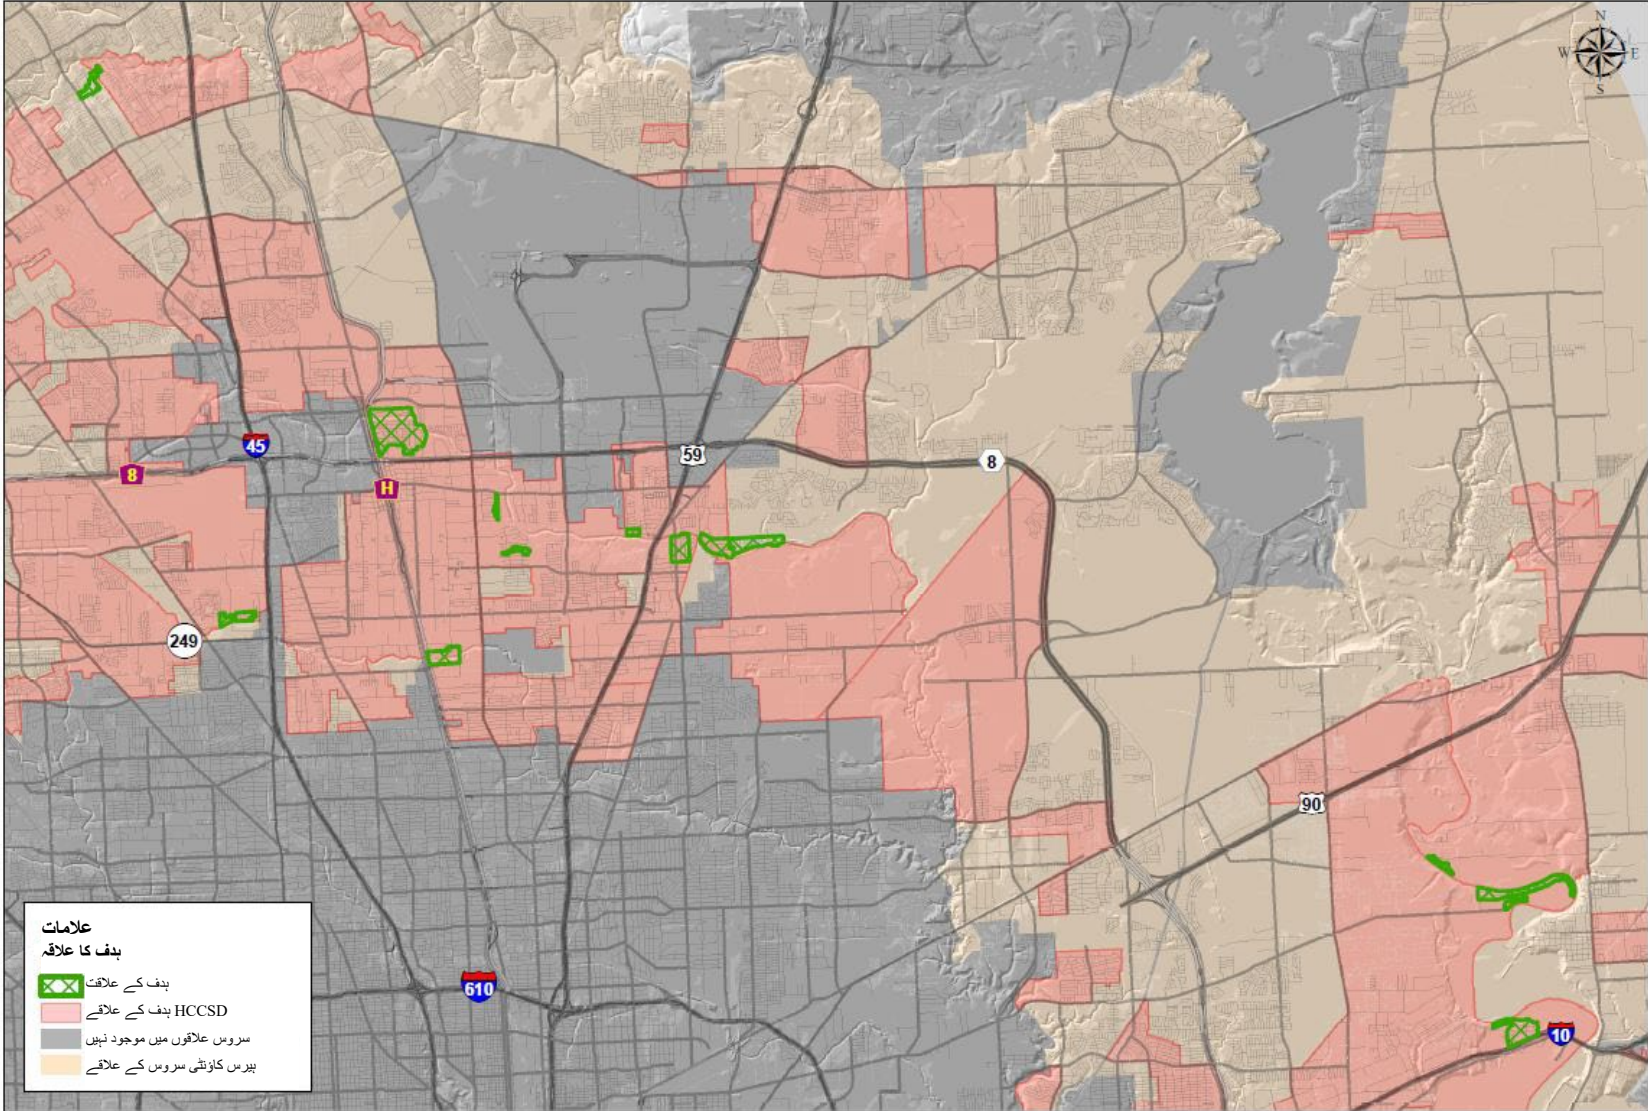 N
W E
S
45
8
H
59
8
249
90
610
10
علامات
ہدف کا علاقہ
ہدف کے علاقت
HCCSD ہدف کے علاقے
سروس علاقوں میں موجود نہیں
ہیرس کاؤنٹی سروس کے علاقے